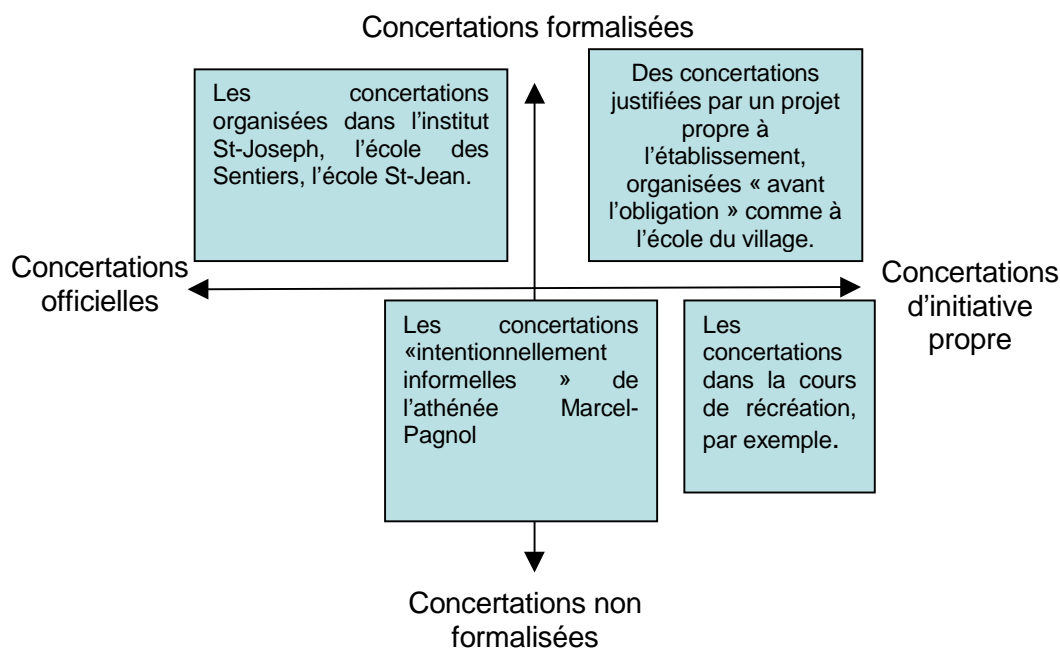 Concertations formalisées
Les concertations
organisées dans l’institut
St-Joseph, l’école des
Sentiers, l’école St-Jean.
Des concertations
justifiées par un projet
propre à
l’établissement,
organisées « avant
l’obligation » comme à
l’école du village.
Concertations
officielles
Concertations
d’initiative
propre
Les concertations
«intentionnellement
informelles » de
l’athénée Marcel-
Pagnol
Les
concertations
dans la cours
de récréation,
par exemple.
Concertations non
formalisées